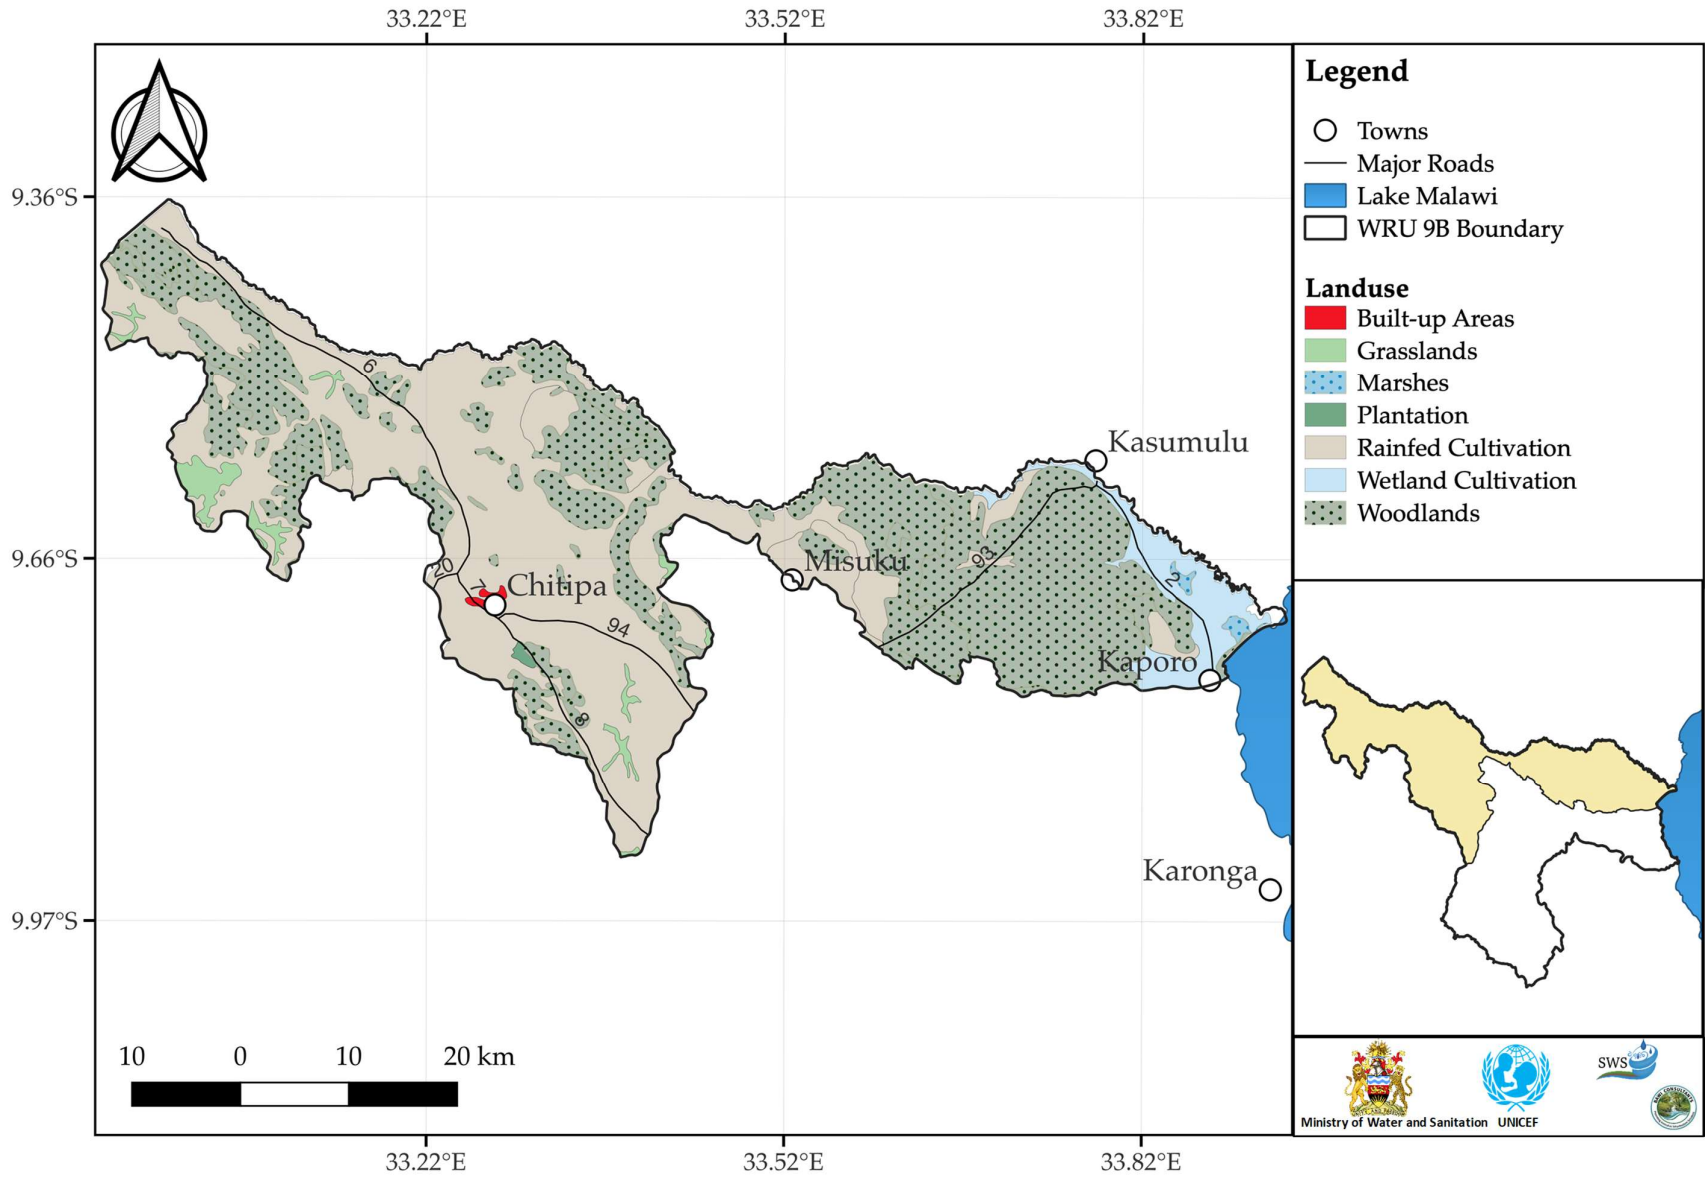 33.22°E 33.52°E 33.82°E
9.36°S
9.66°S
9.97°S
6
20
7
Chitipa
94
8
Misuku
93
Kasumulu
2
Kaporo
Karonga
10 0 10 20 km
33.22°E 33.52°E 33.82°E
Legend
Towns
Major Roads
Lake Malawi
WRU 9B Boundary
Landuse
Built-up Areas
Grasslands
Marshes
Plantation
Rainfed Cultivation
Wetland Cultivation
Woodlands
SWS
Ministry of Water and Sanitation UNICEF